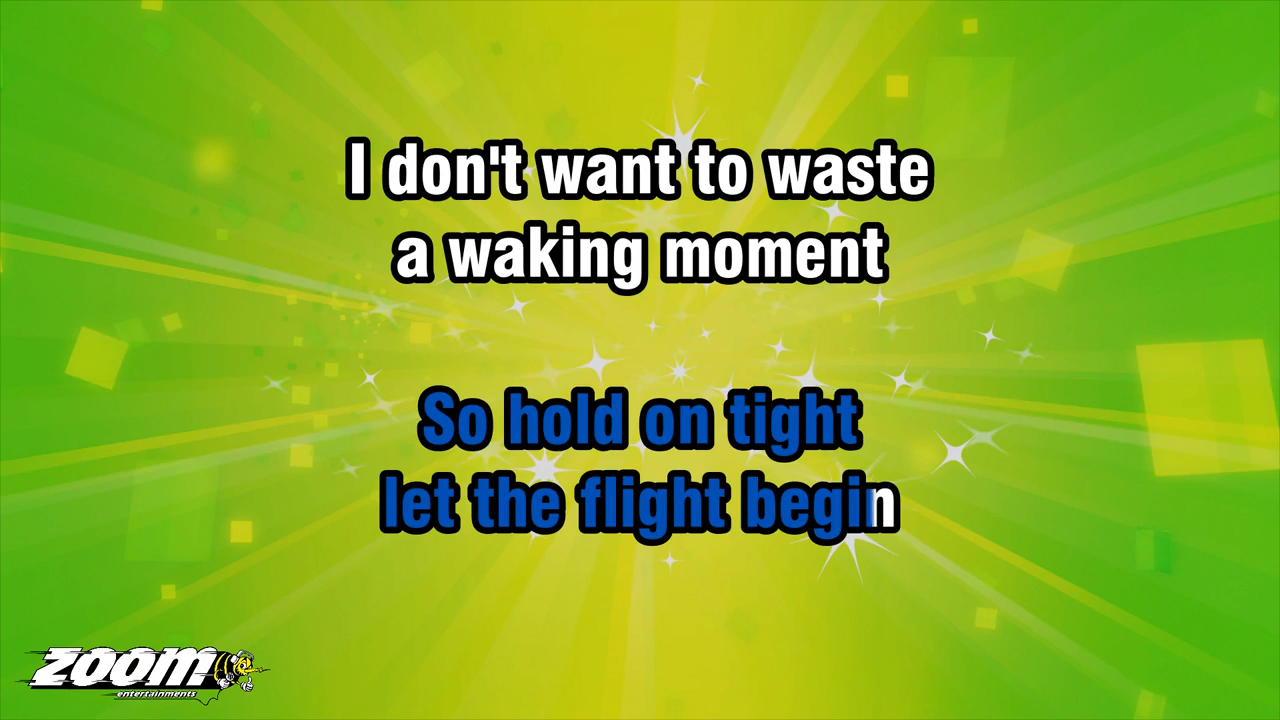 I don't want to waste
a waking moment
So hold on tight
let the flight begin
ZOOM
entertainments